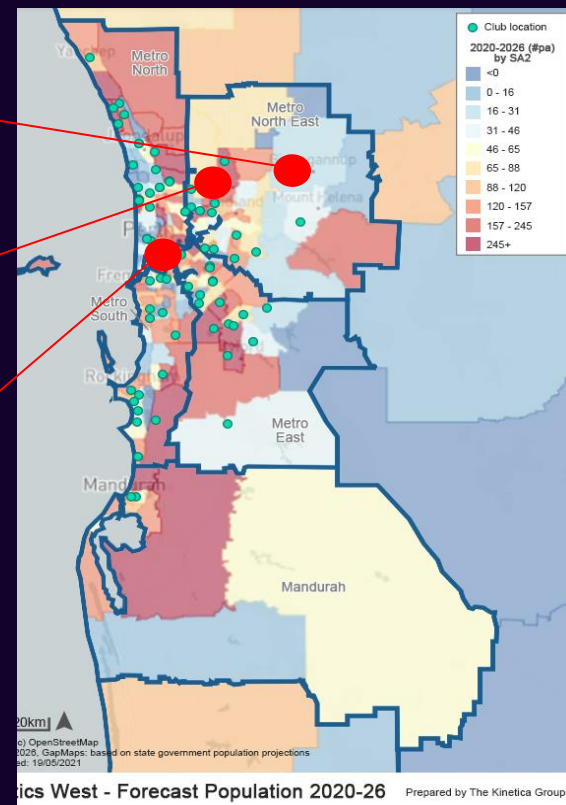 Club location
2020-2026 (#pa)
by SA2
<0
0 - 16
16 - 31
31 - 46
46 - 65
65 - 88
88 - 120
120 - 157
157 - 245
245+
Metro
North
Metro
North East
Mount Helena
Perth
Metro
South
Metro
East
Mandurah
Mandurah
20km
c) OpenStreetMap
2026, GapMaps: based on state government population projections
ed: 19/05/2021
tics West - Forecast Population 2020-26
Prepared by The Kinetica Group